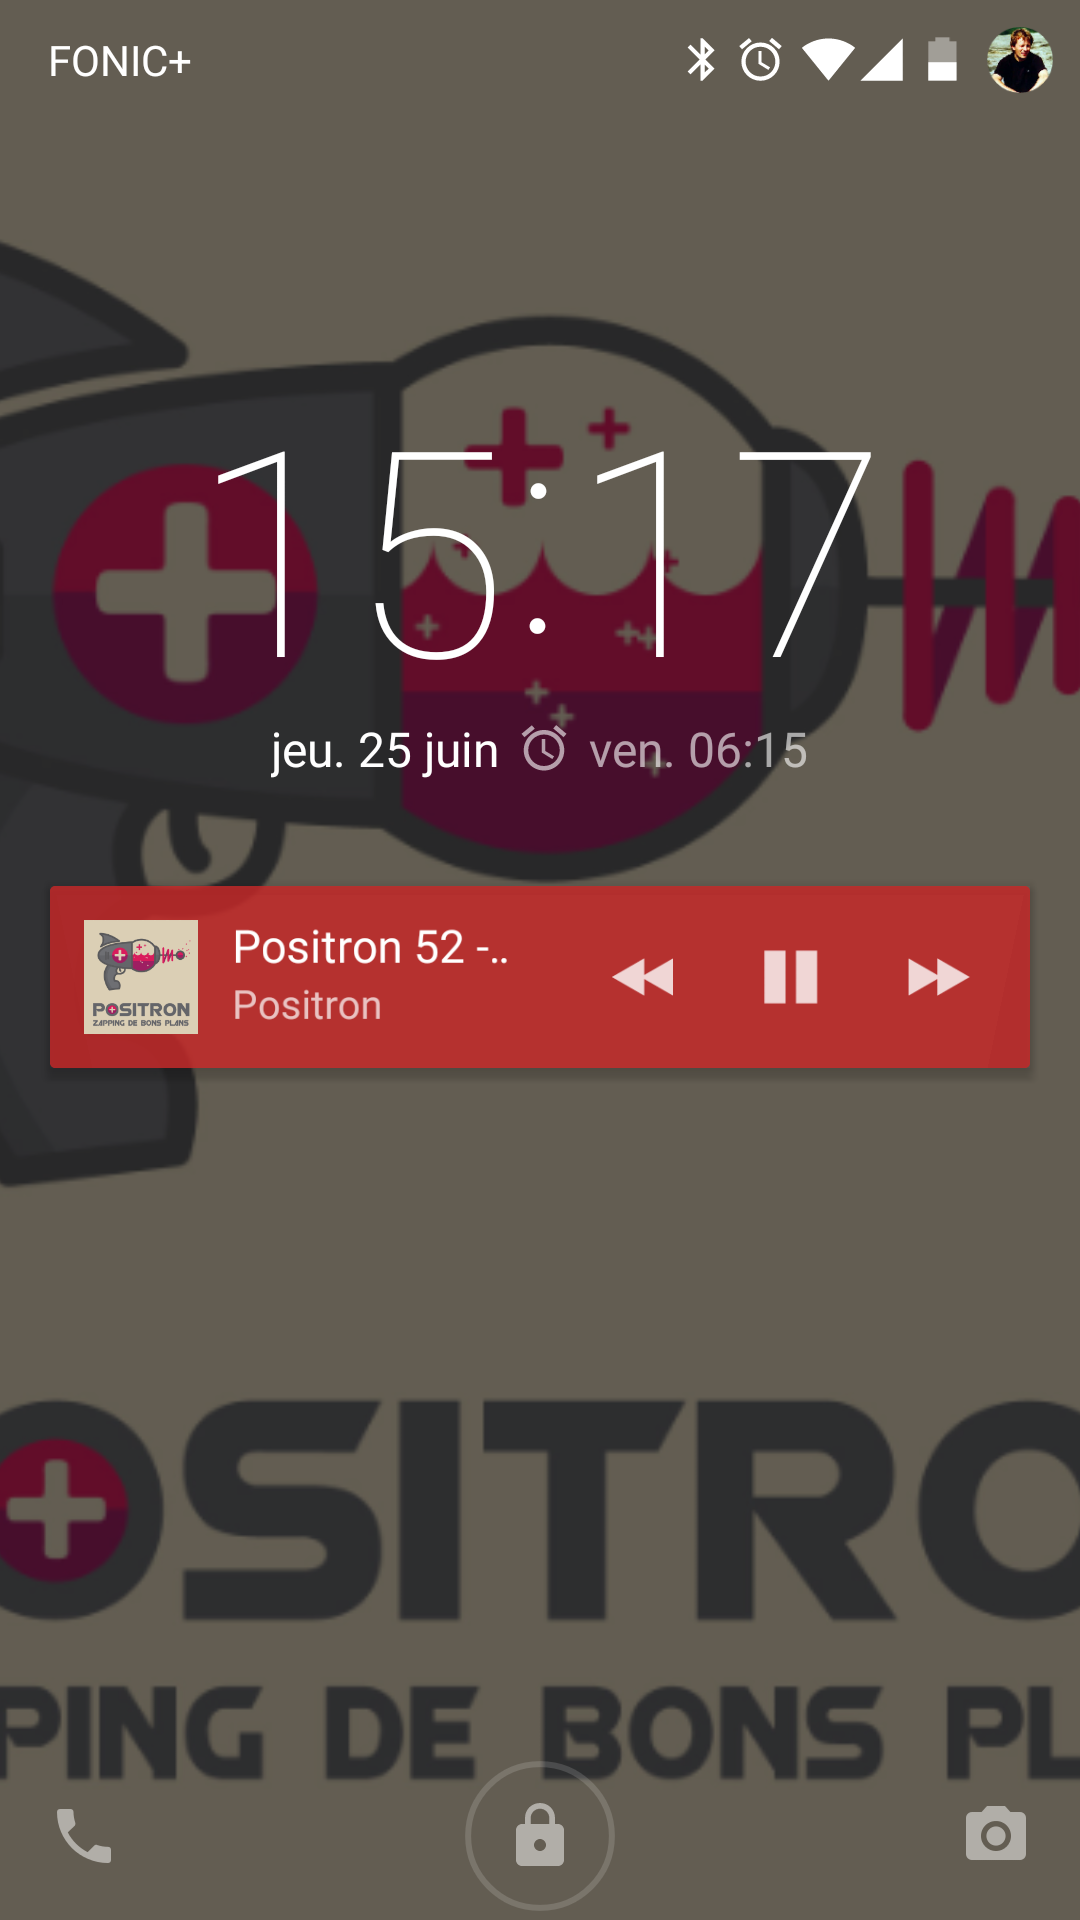 FONIC+
15:17
jeu. 25 juin ven. 06:15
Positron 52 -..
Positron
POSITRON
ZAPPING DE BONS PLANS
OSITRO
PING DE BONS PL